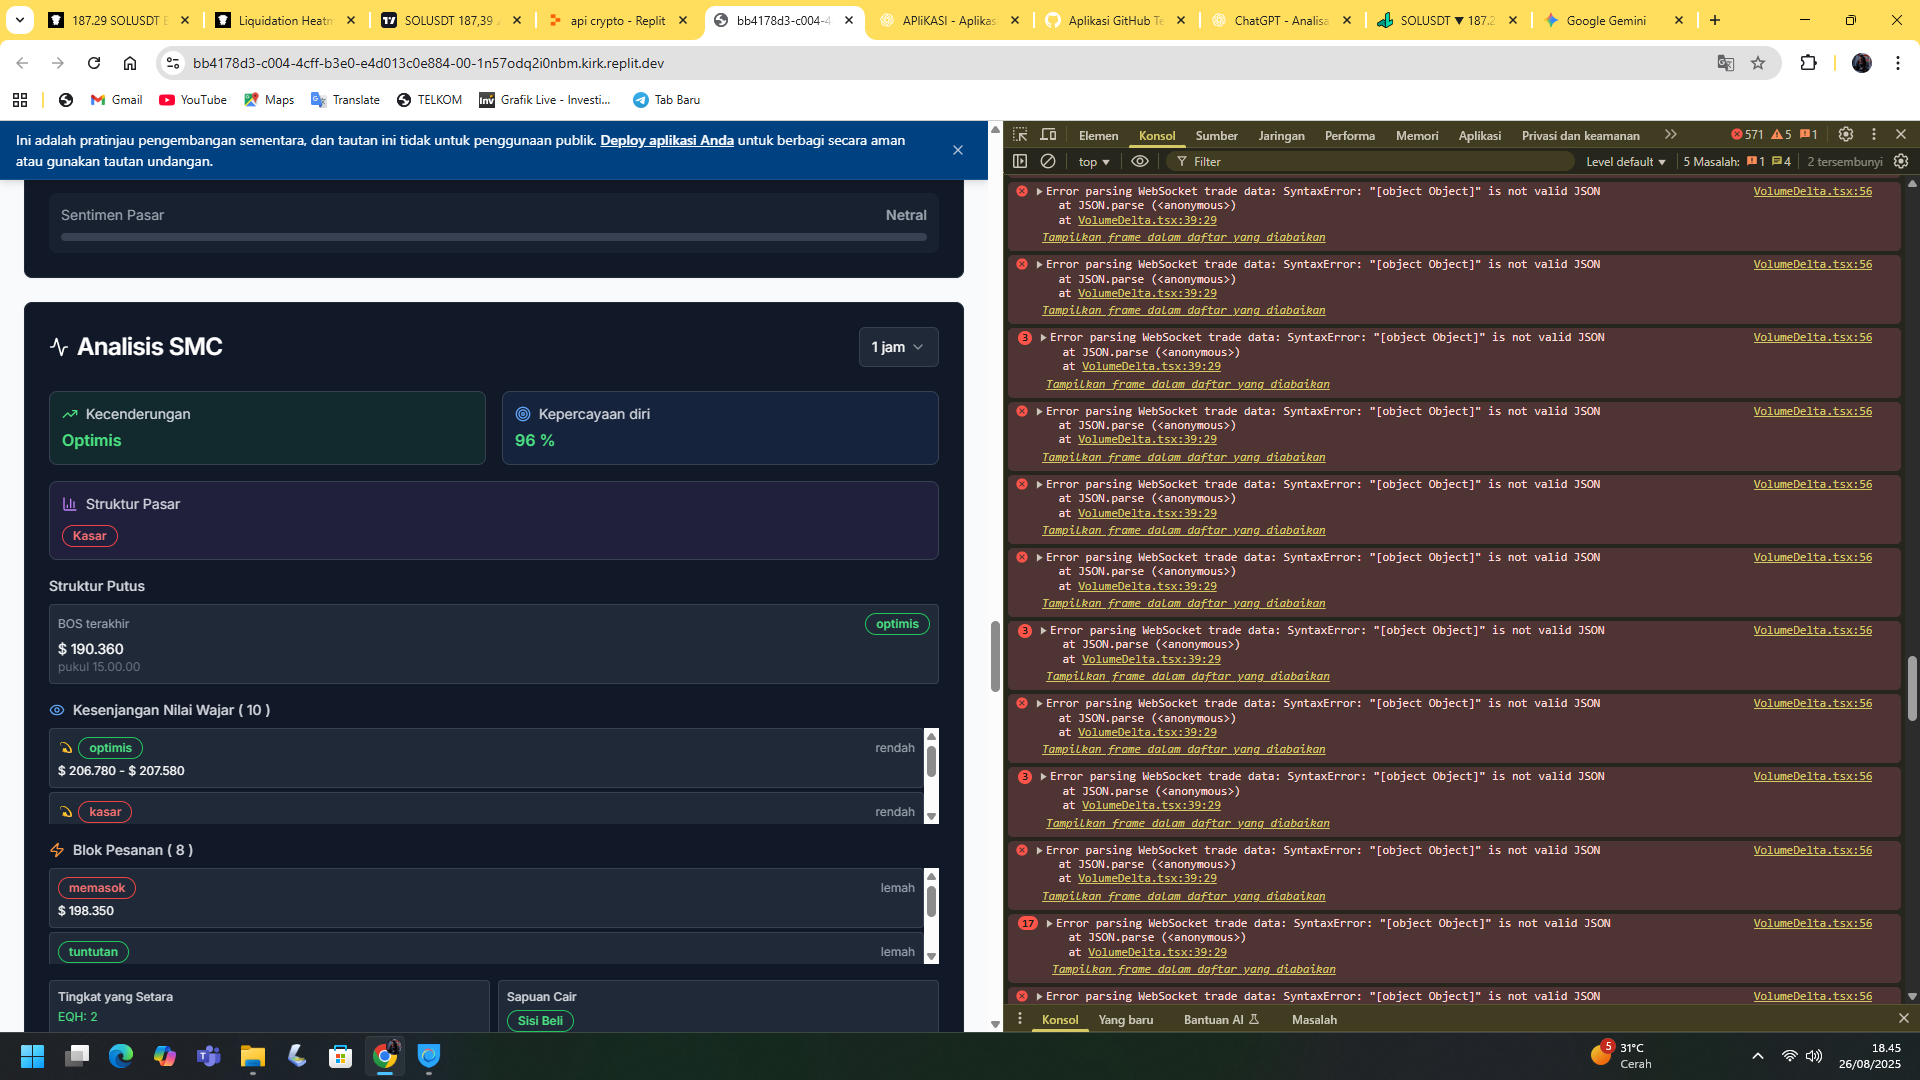 187.29 SOLUSDT B
Liquidation Heatm
SOLUSDT 187,39
api crypto - Replit
bb4178d3-c004-4
APliKASI - Aplikas
Aplikasi GitHub Te
ChatGPT - Analisa
SOLUSDT ▼ 187.2
Google Gemini
bb4178d3-c004-4cff-b3e0-e4d013c0e884-00-1n57odq2i0nbm.kirk.replit.dev
Gmail
YouTube
Maps
Translate
TELKOM
Grafik Live - Investi...
Tab Baru
Ini adalah pratinjau pengembangan sementara, dan tautan ini tidak untuk penggunaan publik. Deploy aplikasi Anda untuk berbagi secara aman
atau gunakan tautan undangan.
Sentimen Pasar
Netral
Analisis SMC
1 jam
Kecenderungan
Optimis
Kepercayaan diri
96 %
Struktur Pasar
Kasar
Struktur Putus
BOS terakhir
optimis
$ 190.360
pukul 15.00.00
Kesenjangan Nilai Wajar ( 10 )
optimis
rendah
$ 206.780 - $ 207.580
kasar
rendah
Blok Pesanan ( 8 )
memasok
lemah
$ 198.350
tuntutan
lemah
Tingkat yang Setara
EQH: 2
Sapuan Cair
Sisi Beli
Elemen
Konsol
Sumber
Jaringan
Performa
Memori
Aplikasi
Privasi dan keamanan
571
5
1
top
Filter
Level default
5 Masalah:
1
4
2 tersembunyi
Error parsing WebSocket trade data: SyntaxError: "[object Object]" is not valid JSON
VolumeDelta.tsx:56
at JSON.parse (<anonymous>)
at VolumeDelta.tsx:39:29
Tampilkan frame dalam daftar yang diabaikan
Error parsing WebSocket trade data: SyntaxError: "[object Object]" is not valid JSON
VolumeDelta.tsx:56
at JSON.parse (<anonymous>)
at VolumeDelta.tsx:39:29
Tampilkan frame dalam daftar yang diabaikan
3
Error parsing WebSocket trade data: SyntaxError: "[object Object]" is not valid JSON
VolumeDelta.tsx:56
at JSON.parse (<anonymous>)
at VolumeDelta.tsx:39:29
Tampilkan frame dalam daftar yang diabaikan
Error parsing WebSocket trade data: SyntaxError: "[object Object]" is not valid JSON
VolumeDelta.tsx:56
at JSON.parse (<anonymous>)
at VolumeDelta.tsx:39:29
Tampilkan frame dalam daftar yang diabaikan
Error parsing WebSocket trade data: SyntaxError: "[object Object]" is not valid JSON
VolumeDelta.tsx:56
at JSON.parse (<anonymous>)
at VolumeDelta.tsx:39:29
Tampilkan frame dalam daftar yang diabaikan
Error parsing WebSocket trade data: SyntaxError: "[object Object]" is not valid JSON
VolumeDelta.tsx:56
at JSON.parse (<anonymous>)
at VolumeDelta.tsx:39:29
Tampilkan frame dalam daftar yang diabaikan
3
Error parsing WebSocket trade data: SyntaxError: "[object Object]" is not valid JSON
VolumeDelta.tsx:56
at JSON.parse (<anonymous>)
at VolumeDelta.tsx:39:29
Tampilkan frame dalam daftar yang diabaikan
Error parsing WebSocket trade data: SyntaxError: "[object Object]" is not valid JSON
VolumeDelta.tsx:56
at JSON.parse (<anonymous>)
at VolumeDelta.tsx:39:29
Tampilkan frame dalam daftar yang diabaikan
3
Error parsing WebSocket trade data: SyntaxError: "[object Object]" is not valid JSON
VolumeDelta.tsx:56
at JSON.parse (<anonymous>)
at VolumeDelta.tsx:39:29
Tampilkan frame dalam daftar yang diabaikan
Error parsing WebSocket trade data: SyntaxError: "[object Object]" is not valid JSON
VolumeDelta.tsx:56
at JSON.parse (<anonymous>)
at VolumeDelta.tsx:39:29
Tampilkan frame dalam daftar yang diabaikan
17
Error parsing WebSocket trade data: SyntaxError: "[object Object]" is not valid JSON
VolumeDelta.tsx:56
at JSON.parse (<anonymous>)
at VolumeDelta.tsx:39:29
Tampilkan frame dalam daftar yang diabaikan
Error parsing WebSocket trade data: SyntaxError: "[object Object]" is not valid JSON
VolumeDelta.tsx:56
Konsol
Yang baru
Bantuan AI
Masalah
5
31°C
Cerah
18.45
26/08/2025